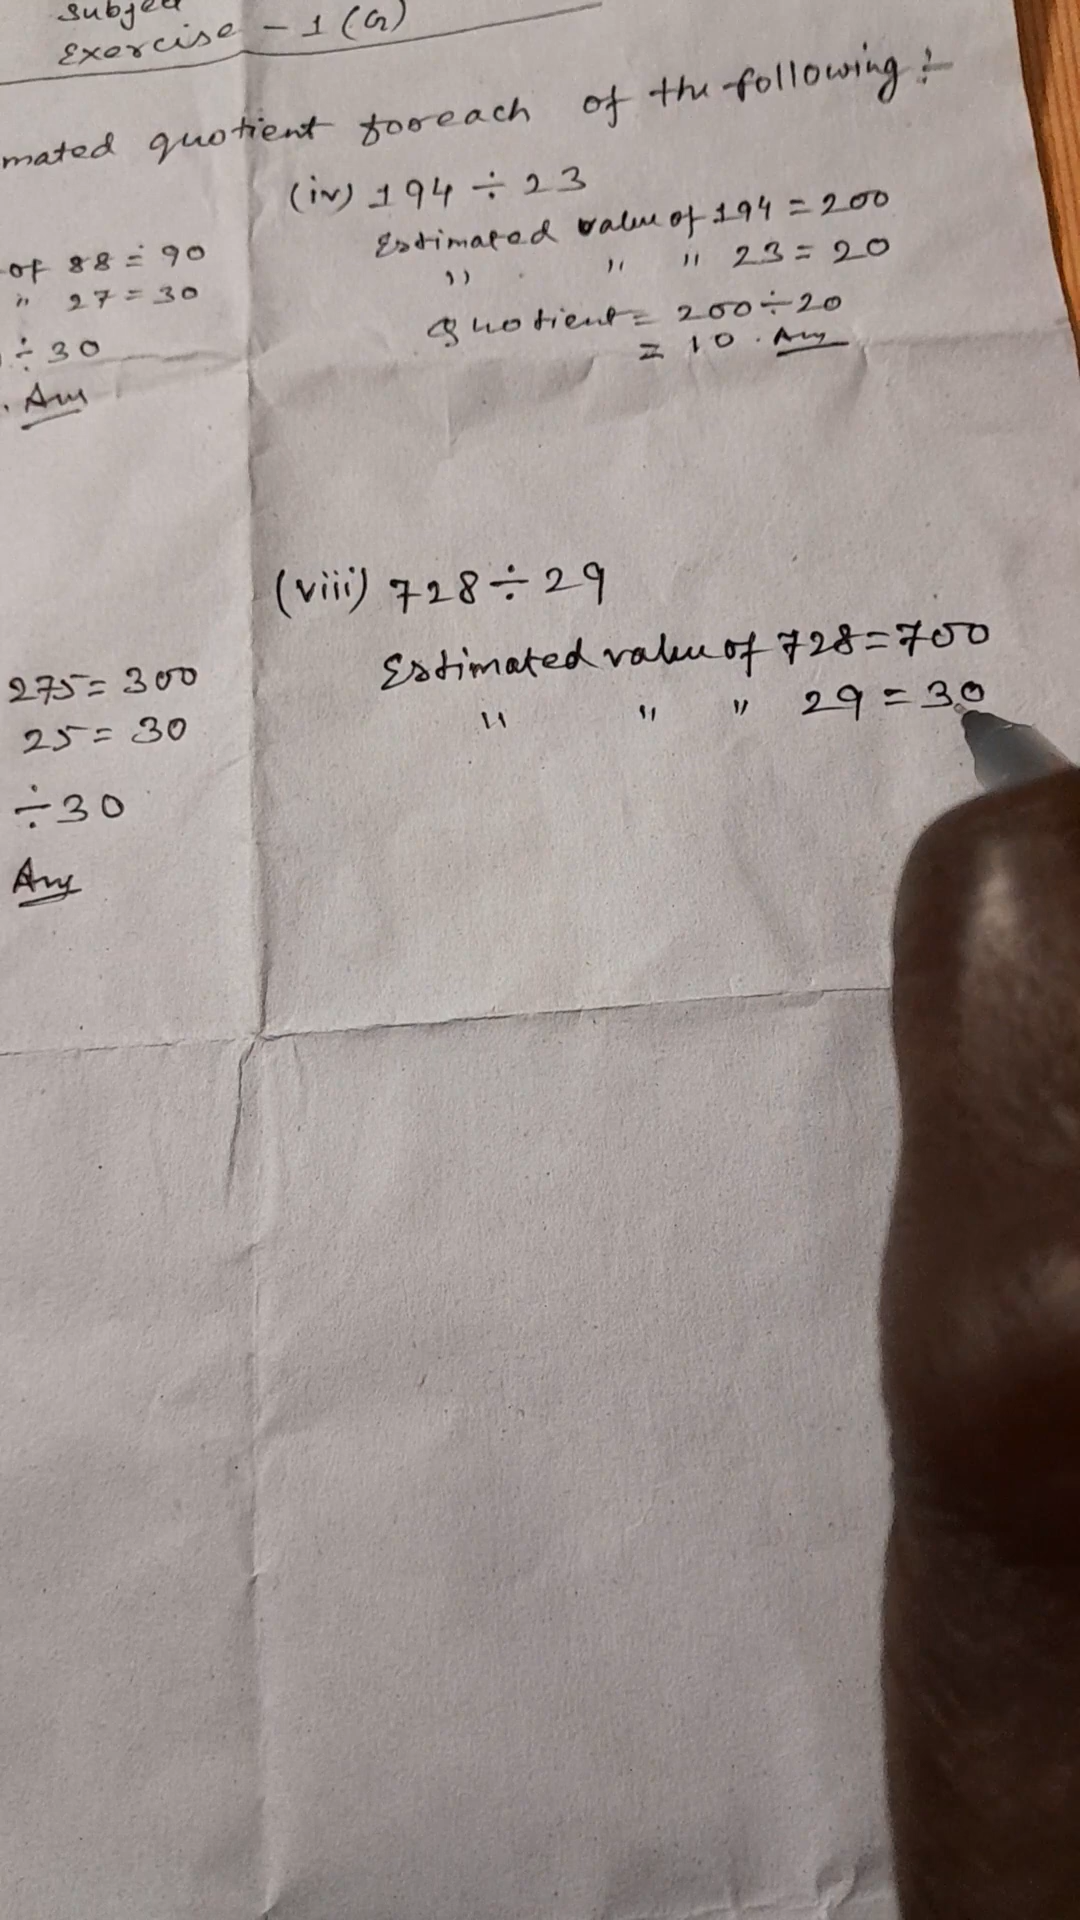 Subject
Exercise - 1 (G)
mated quotient for each of the following :-
of 88 = 90
" 27 = 30
÷ 30
. Ans
(iv) 194 ÷ 23
Estimated value of 194 = 200
" " " 23 = 20
Quotient = 200 ÷ 20
= 10 . Ans
275 = 300
25 = 30
÷ 30
Ans
(viii) 728 ÷ 29
Estimated value of 728 = 700
" " " 29 = 30